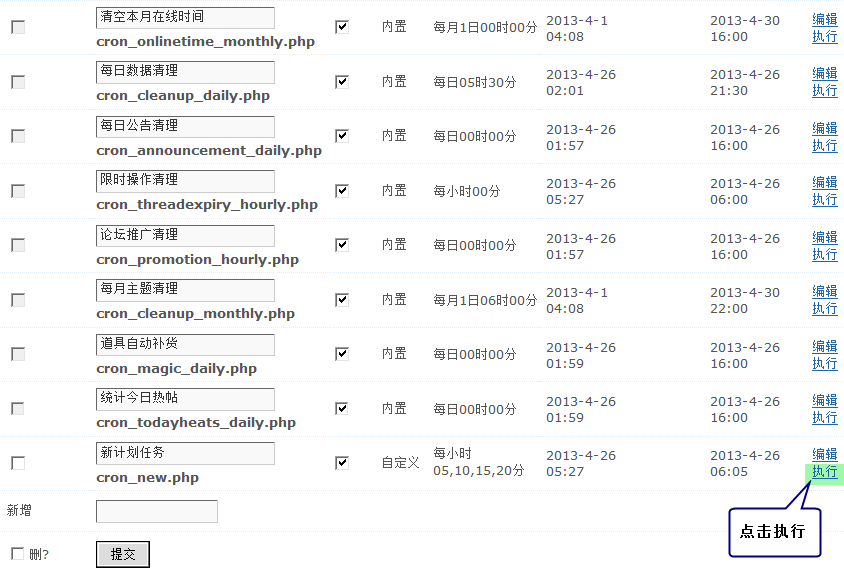 清空本月在线时间
cron_onlinetime_monthly.php
内置
每月1日00时00分
2013-4-1
04:08
2013-4-30
16:00
编辑
执行
每日数据清理
cron_cleanup_daily.php
内置
每日05时30分
2013-4-26
02:01
2013-4-26
21:30
编辑
执行
每日公告清理
cron_announcement_daily.php
内置
每日00时00分
2013-4-26
01:57
2013-4-26
16:00
编辑
执行
限时操作清理
cron_threadexpiry_hourly.php
内置
每小时00分
2013-4-26
05:27
2013-4-26
06:00
编辑
执行
论坛推广清理
cron_promotion_hourly.php
内置
每日00时00分
2013-4-26
01:57
2013-4-26
16:00
编辑
执行
每月主题清理
cron_cleanup_monthly.php
内置
每月1日06时00分
2013-4-1
04:08
2013-4-30
22:00
编辑
执行
道具自动补货
cron_magic_daily.php
内置
每日00时00分
2013-4-26
01:59
2013-4-26
16:00
编辑
执行
统计今日热帖
cron_todayheats_daily.php
内置
每日00时00分
2013-4-26
01:59
2013-4-26
16:00
编辑
执行
新计划任务
cron_new.php
自定义
每小时
05,10,15,20分
2013-4-26
05:27
2013-4-26
06:05
编辑
执行
新增
点击执行
删?
提交